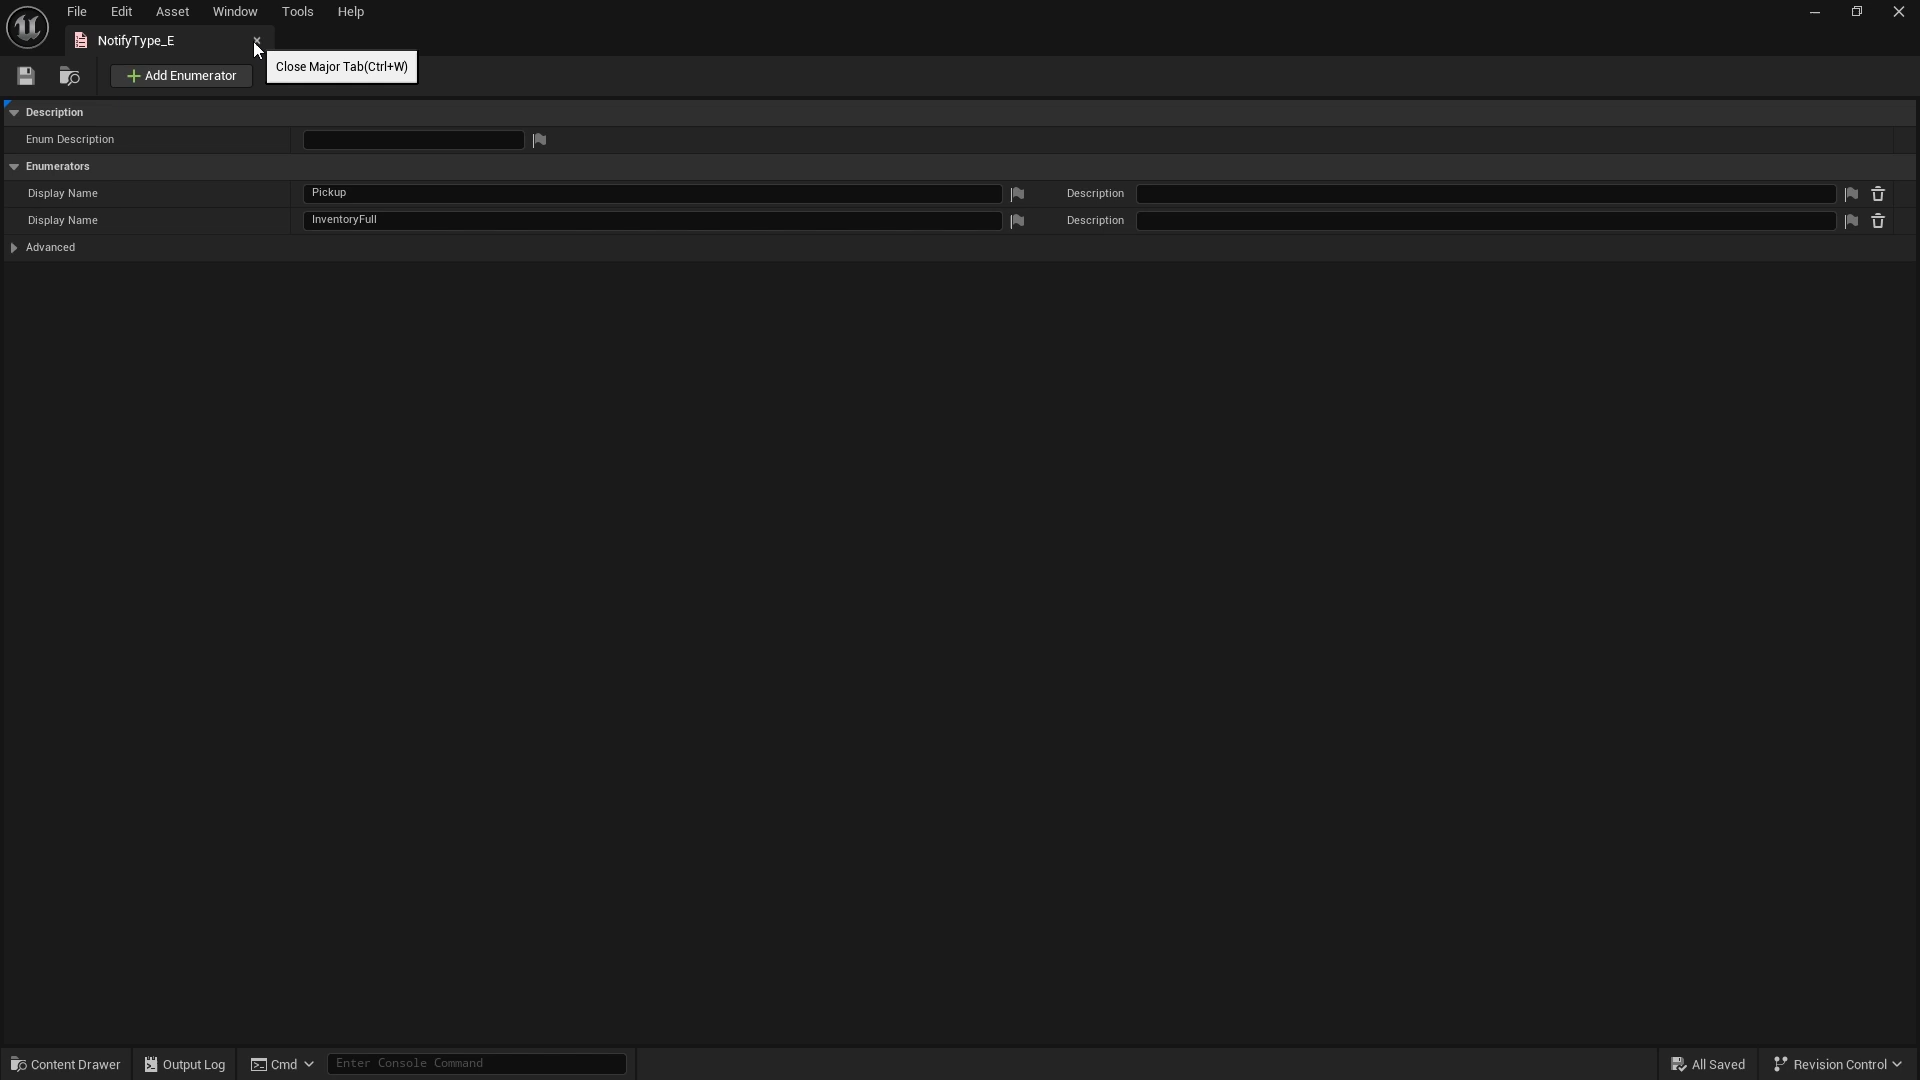 File Edit Asset Window Tools Help
NotifyType_E
Close Major Tab(Ctrl+W)
Add Enumerator
Description
Enum Description
Enumerators
Display Name Pickup Description
Display Name InventoryFull Description
Advanced
Content Drawer Output Log Cmd Enter Console Command All Saved Revision Control